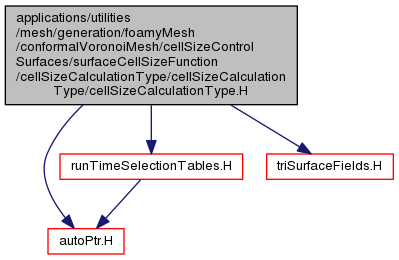 applications/utilities
/mesh/generation/foamyMesh
/conformalVoronoiMesh/cellSizeControl
Surfaces/surfaceCellSizeFunction
/cellSizeCalculationType/cellSizeCalculation
Type/cellSizeCalculationType.H
runTimeSelectionTables.H
triSurfaceFields.H
autoPtr.H